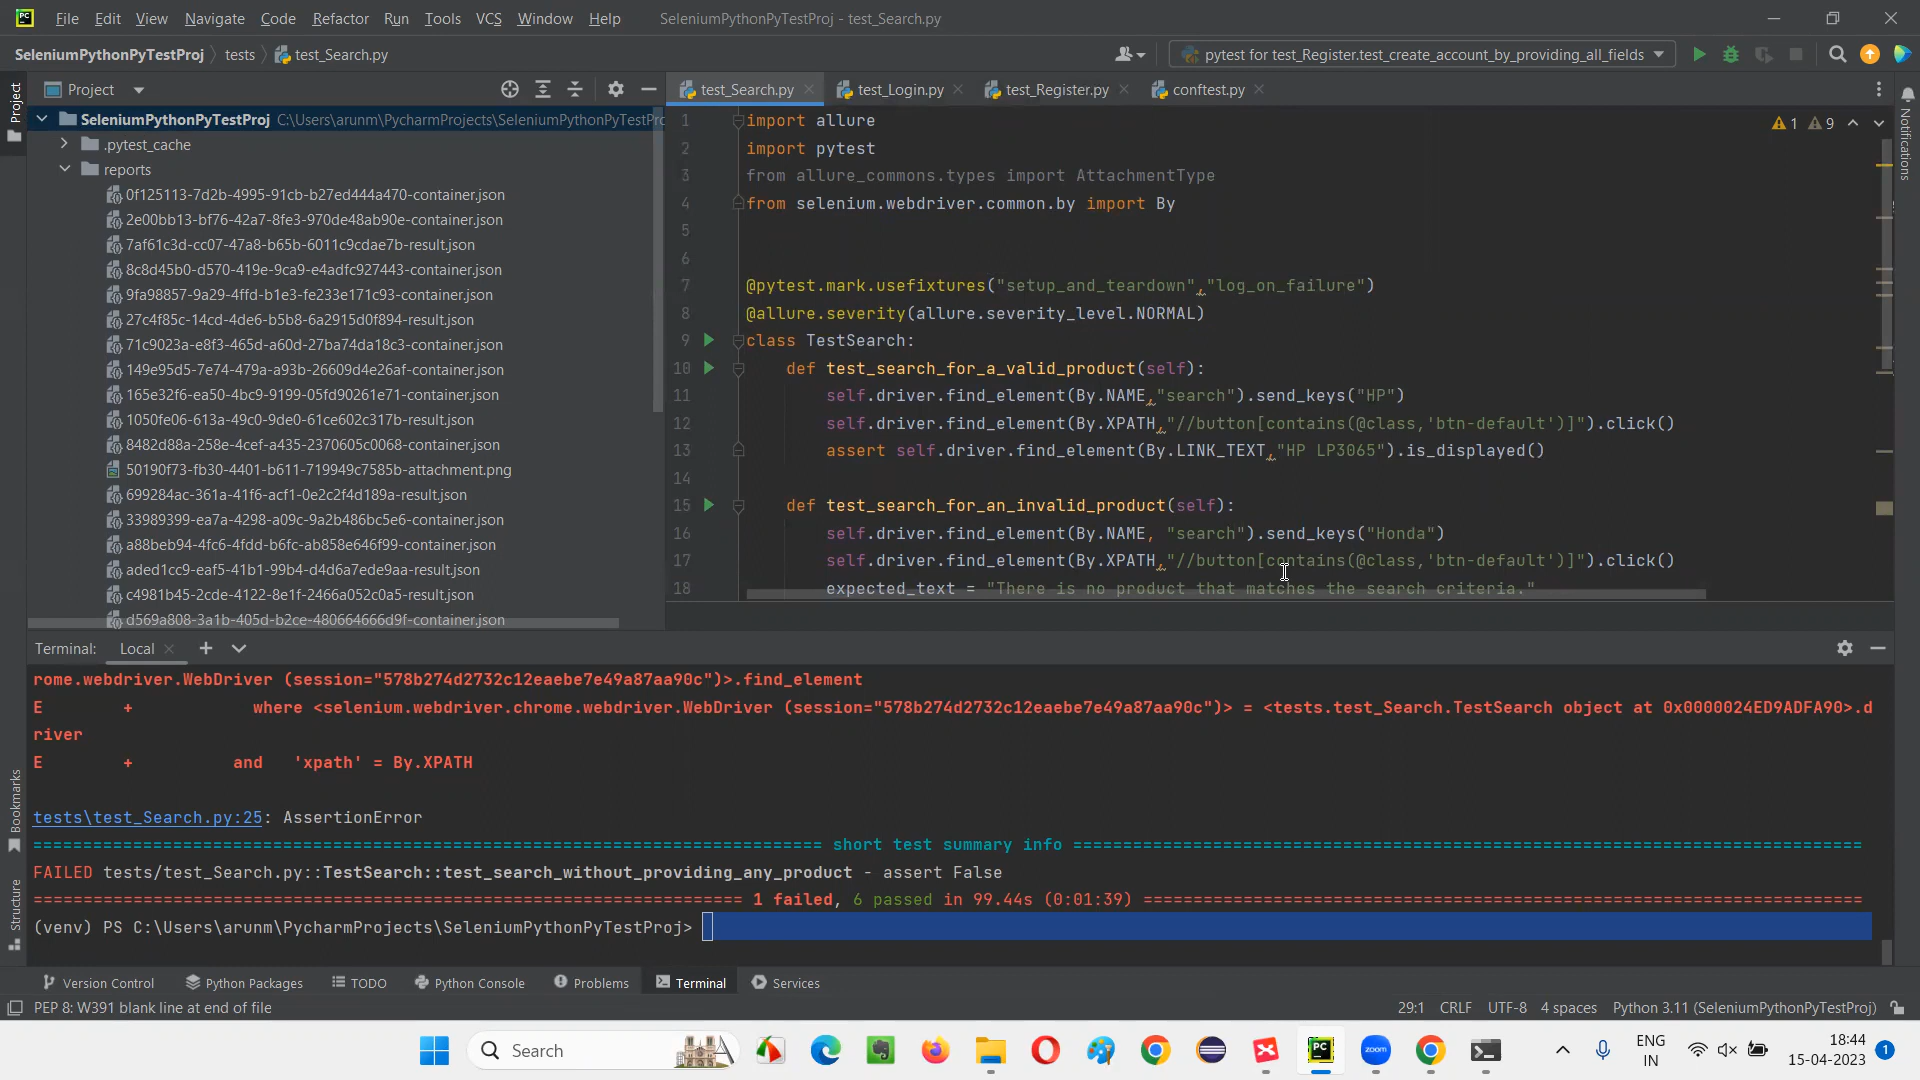 File Edit View Navigate Code Refactor Run Tools VCS Window Help SeleniumPythonPyTestProj - test_Search.py
SeleniumPythonPyTestProj tests test_Search.py pytest for test_Register.test_create_account_by_providing_all_fields
Project
Project
test_Search.py test_Login.py test_Register.py conftest.py
Notifications
SeleniumPythonPyTestProj C:\Users\arunm\PycharmProjects\SeleniumPythonPyTestPro
.pytest_cache
reports
0f125113-7d2b-4995-91cb-b27ed444a470-container.json
2e00bb13-bf76-42a7-8fe3-970de48ab90e-container.json
7af61c3d-cc07-47a8-b65b-6011c9cdae7b-result.json
8c8d45b0-d570-419e-9ca9-e4adfc927443-container.json
9fa98857-9a29-4ffd-b1e3-fe233e171c93-container.json
27c4f85c-14cd-4de6-b5b8-6a2915d0f894-result.json
71c9023a-e8f3-465d-a60d-27ba74da18c3-container.json
149e95d5-7e74-479a-a93b-26609d4e26af-container.json
165e32f6-ea50-4bc9-9199-05fd90261e71-container.json
1050fe06-613a-49c0-9de0-61ce602c317b-result.json
8482d88a-258e-4cef-a435-2370605c0068-container.json
50190f73-fb30-4401-b611-719949c7585b-attachment.png
699284ac-361a-41f6-acf1-0e2c2f4d189a-result.json
33989399-ea7a-4298-a09c-9a2b486bc5e6-container.json
a88beb94-4fc6-4fdd-b6fc-ab858e646f99-container.json
aded1cc9-eaf5-41b1-99b4-d4d6a7ede9aa-result.json
c4981b45-2cde-4122-8e1f-2466a052c0a5-result.json
d569a808-3a1b-405d-b2ce-480664666d9f-container.json
1 9
1 import allure
2 import pytest
3 from allure_commons.types import AttachmentType
4 from selenium.webdriver.common.by import By
5
6
7 @pytest.mark.usefixtures("setup_and_teardown","log_on_failure")
8 @allure.severity(allure.severity_level.NORMAL)
9 class TestSearch:
10 def test_search_for_a_valid_product(self):
11 self.driver.find_element(By.NAME,"search").send_keys("HP")
12 self.driver.find_element(By.XPATH,"//button[contains(@class,'btn-default')]").click()
13 assert self.driver.find_element(By.LINK_TEXT,"HP LP3065").is_displayed()
14
15 def test_search_for_an_invalid_product(self):
16 self.driver.find_element(By.NAME, "search").send_keys("Honda")
17 self.driver.find_element(By.XPATH,"//button[contains(@class,'btn-default')]").click()
18 expected_text = "There is no product that matches the search criteria."
Terminal: Local
rome.webdriver.WebDriver (session="578b274d2732c12eaebe7e49a87aa90c")>.find_element
E + where <selenium.webdriver.chrome.webdriver.WebDriver (session="578b274d2732c12eaebe7e49a87aa90c")> = <tests.test_Search.TestSearch object at 0x0000024ED9ADFA90>.d
river
E + and 'xpath' = By.XPATH
tests\test_Search.py:25: AssertionError
short test summary info
FAILED tests/test_Search.py::TestSearch::test_search_without_providing_any_product - assert False
1 failed, 6 passed in 99.44s (0:01:39)
(venv) PS C:\Users\arunm\PycharmProjects\SeleniumPythonPyTestProj>
Bookmarks
Structure
Version Control Python Packages TODO Python Console Problems Terminal Services
PEP 8: W391 blank line at end of file 29:1 CRLF UTF-8 4 spaces Python 3.11 (SeleniumPythonPyTestProj)
Search
zoom
ENG
IN
18:44
15-04-2023
1